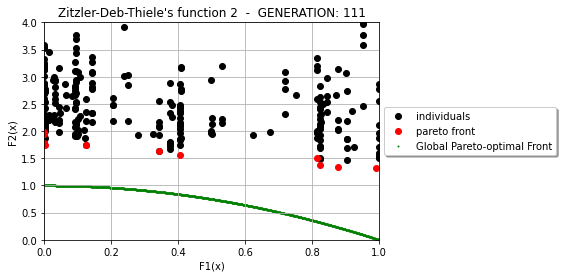 Zitzler-Deb-Thiele's function 2 - GENERATION: 111
4.0
3.5
3.0
2.5
2.0
1.5
1.0
0.5
0.0
F2(x)
0.0 0.2 0.4 0.6 0.8 1.0
F1(x)
individuals
pareto front
Global Pareto-optimal Front